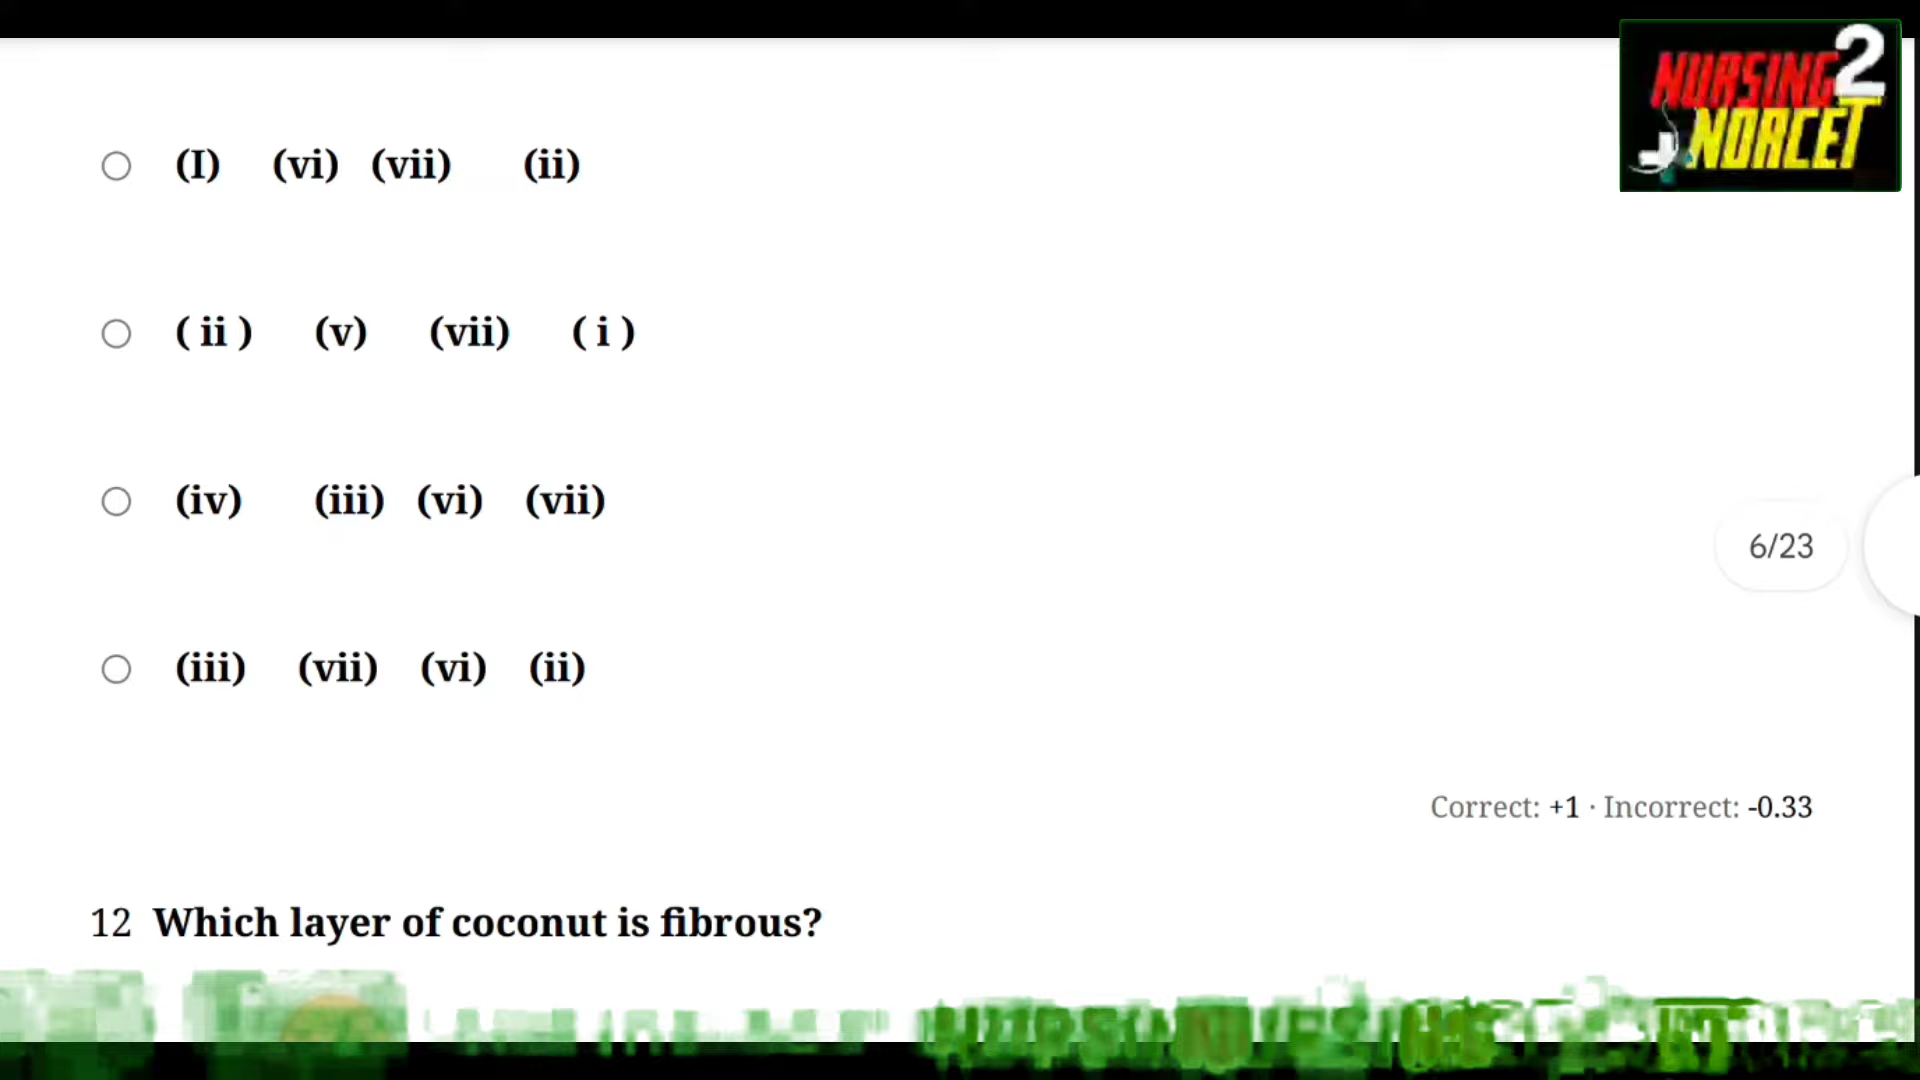 NURSING 2
NORCET
(I) (vi) (vii) (ii)
( ii ) (v) (vii) ( i )
(iv) (iii) (vi) (vii)
6/23
(iii) (vii) (vi) (ii)
Correct: +1 · Incorrect: -0.33
12 Which layer of coconut is fibrous?